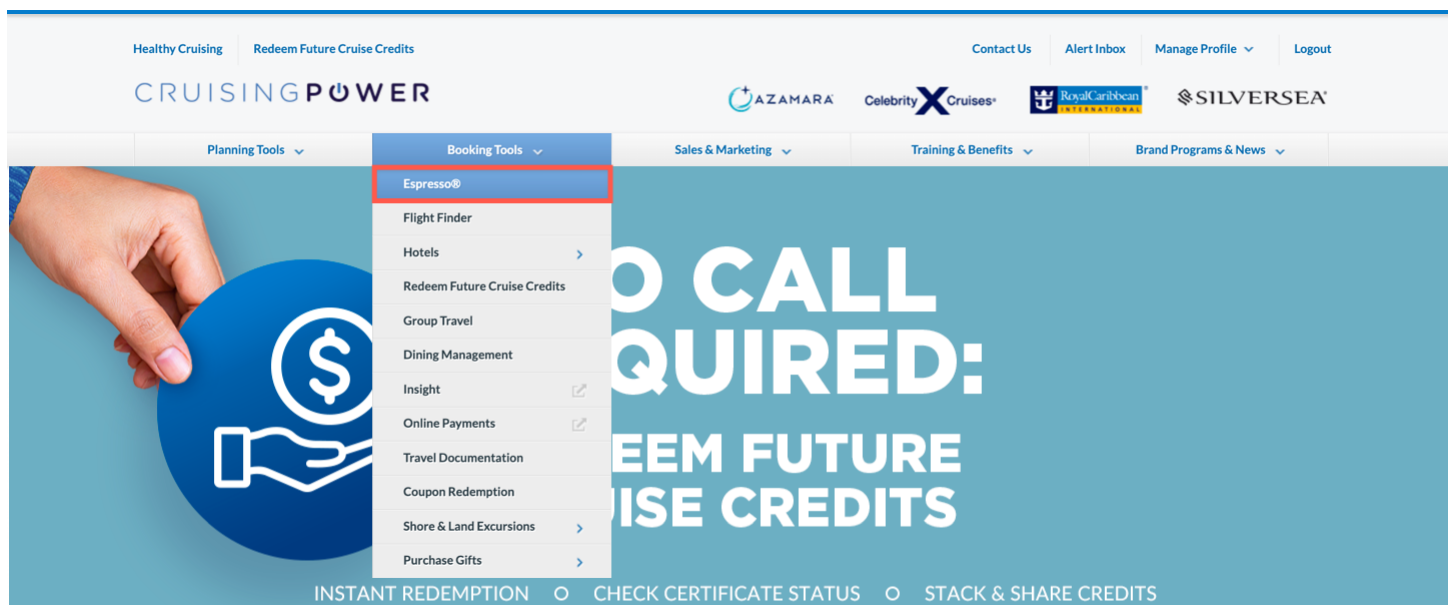 Healthy Cruising Redeem Future Cruise Credits Contact Us Alert Inbox Manage Profile Logout
CRUISINGPOWER AZAMARA Celebrity X Cruises® RoyalCaribbean® INTERNATIONAL SILVERSEA®
Planning Tools Booking Tools Sales & Marketing Training & Benefits Brand Programs & News
Espresso®
Flight Finder
Hotels
Redeem Future Cruise Credits
Group Travel
Dining Management
Insight
Online Payments
Travel Documentation
Coupon Redemption
Shore & Land Excursions
Purchase Gifts
$
O CALL
QUIRED:
EEM FUTURE
ISE CREDITS
INSTANT REDEMPTION O CHECK CERTIFICATE STATUS O STACK & SHARE CREDITS